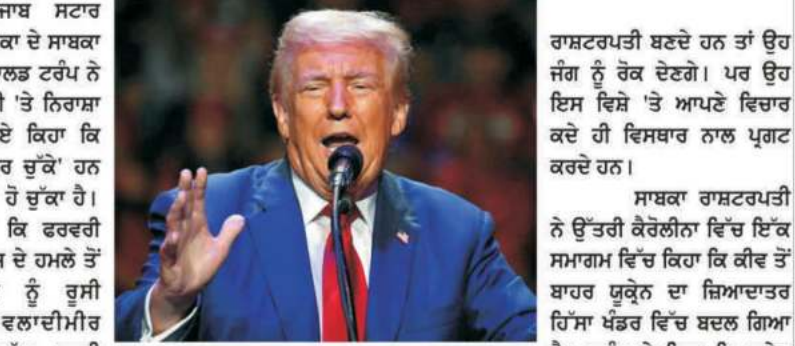 ਜਾਬ ਸਟਾਰ
ਕਾ ਦੇ ਸਾਬਕਾ
ਲਡ ਟਰੰਪ ਨੇ
'ਤੇ ਨਿਰਾਸ਼ਾ
ਏ ਕਿਹਾ ਕਿ
ਰ ਚੁੱਕੇ' ਹਨ
ਹੋ ਚੁੱਕਾ ਹੈ।
ਕਿ ਫਰਵਰੀ
ਦੇ ਹਮਲੇ ਤੋਂ
ਨੂੰ ਰੂਸੀ
ਵਲਾਦੀਮੀਰ
ਰਾਸ਼ਟਰਪਤੀ ਬਣਦੇ ਹਨ ਤਾਂ ਉਹ
ਜੰਗ ਨੂੰ ਰੋਕ ਦੇਣਗੇ। ਪਰ ਉਹ
ਇਸ ਵਿਸ਼ੇ 'ਤੇ ਆਪਣੇ ਵਿਚਾਰ
ਕਦੇ ਹੀ ਵਿਸਥਾਰ ਨਾਲ ਪ੍ਰਗਟ
ਕਰਦੇ ਹਨ।
ਸਾਬਕਾ ਰਾਸ਼ਟਰਪਤੀ
ਨੇ ਉੱਤਰੀ ਕੈਰੋਲੀਨਾ ਵਿੱਚ ਇੱਕ
ਸਮਾਗਮ ਵਿੱਚ ਕਿਹਾ ਕਿ ਕੀਵ ਤੋਂ
ਬਾਹਰ ਯੂਕ੍ਰੇਨ ਦਾ ਜ਼ਿਆਦਾਤਰ
ਹਿੱਸਾ ਖੰਡਰ ਵਿੱਚ ਬਦਲ ਗਿਆ